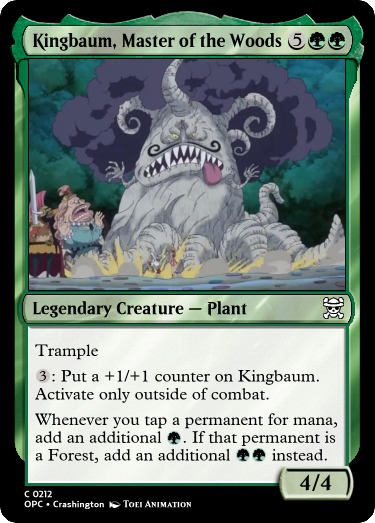 Kingbaum, Master of the Woods 5
Legendary Creature — Plant
Trample
3: Put a +1/+1 counter on Kingbaum.
Activate only outside of combat.
Whenever you tap a permanent for mana,
add an additional . If that permanent is
a Forest, add an additional instead.
4/4
C 0212
OPC • Crashington TOEI ANIMATION